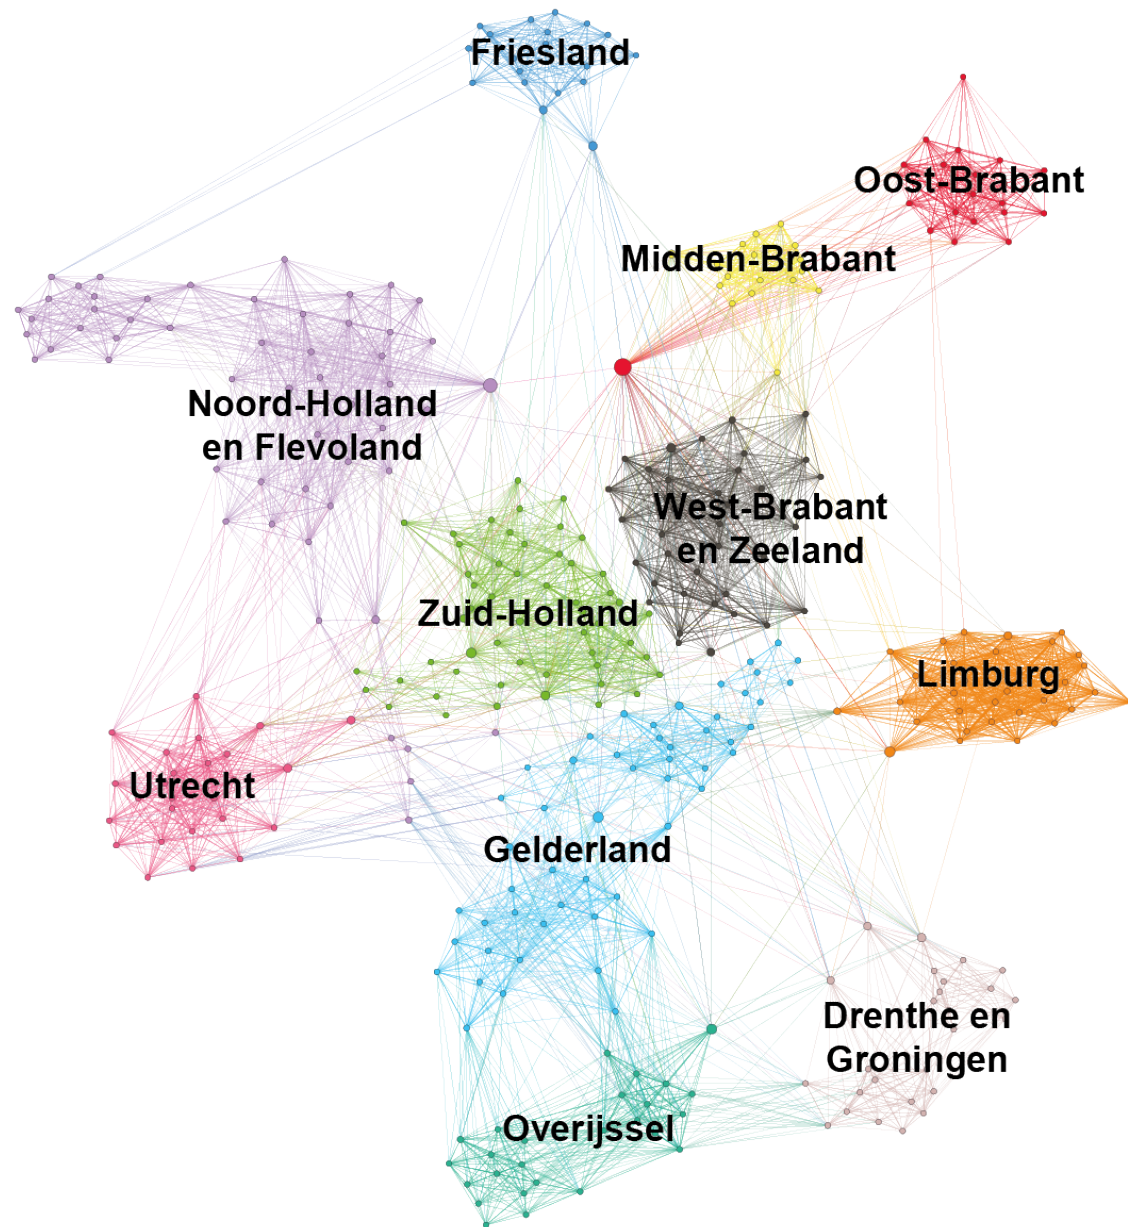 Friesland
Oost-Brabant
Midden-Brabant
Noord-Holland
en Flevoland
West-Brabant
en Zeeland
Zuid-Holland
Limburg
Utrecht
Gelderland
Drenthe en
Groningen
Overijssel